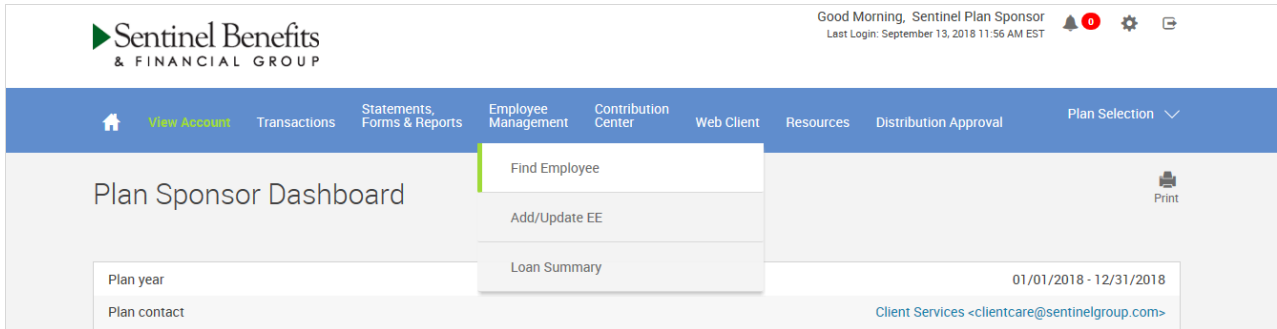 Sentinel Benefits
& FINANCIAL GROUP
Good Morning, Sentinel Plan Sponsor
Last Login: September 13, 2018 11:56 AM EST
0
View Account
Transactions
Statements,
Forms & Reports
Employee
Management
Contribution
Center
Web Client
Resources
Distribution Approval
Plan Selection
Find Employee
Add/Update EE
Loan Summary
Plan Sponsor Dashboard
Print
Plan year
01/01/2018 - 12/31/2018
Plan contact
Client Services <clientcare@sentinelgroup.com>